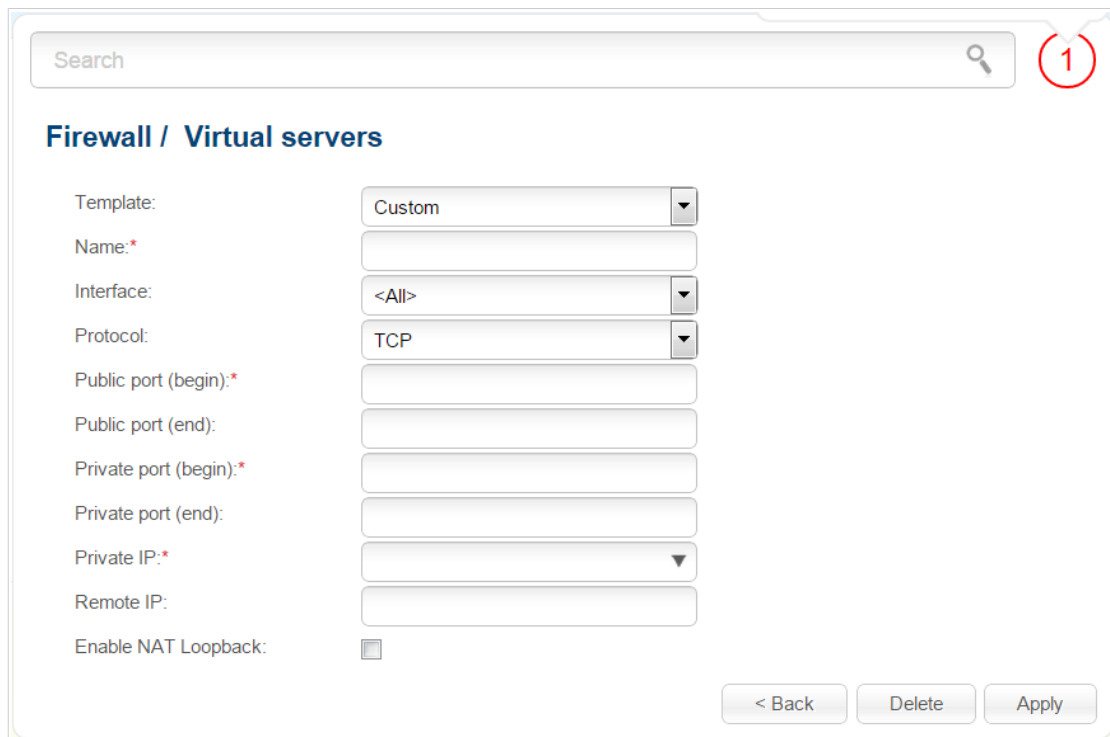 Search
1
Firewall / Virtual servers
Template: Custom
Name:*
Interface: <All>
Protocol: TCP
Public port (begin):*
Public port (end):
Private port (begin):*
Private port (end):
Private IP:*
Remote IP:
Enable NAT Loopback:
< Back Delete Apply